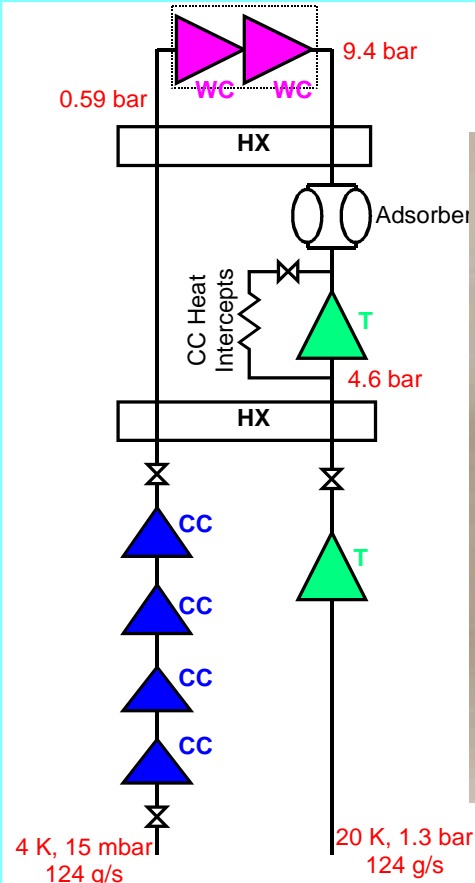 WC WC
9.4 bar
0.59 bar
HX
Adsorber
CC Heat
Intercepts
T
4.6 bar
HX
CC
T
CC
CC
CC
4 K, 15 mbar
124 g/s
20 K, 1.3 bar
124 g/s